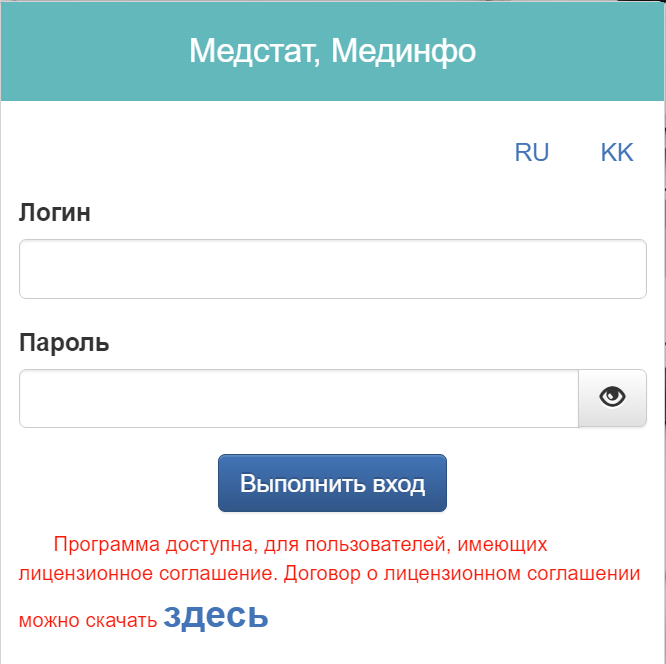 Медстат, Мединфо
RU KK
Логин
Пароль
Выполнить вход
Программа доступна, для пользователей, имеющих
лицензионное соглашение. Договор о лицензионном соглашении
можно скачать здесь